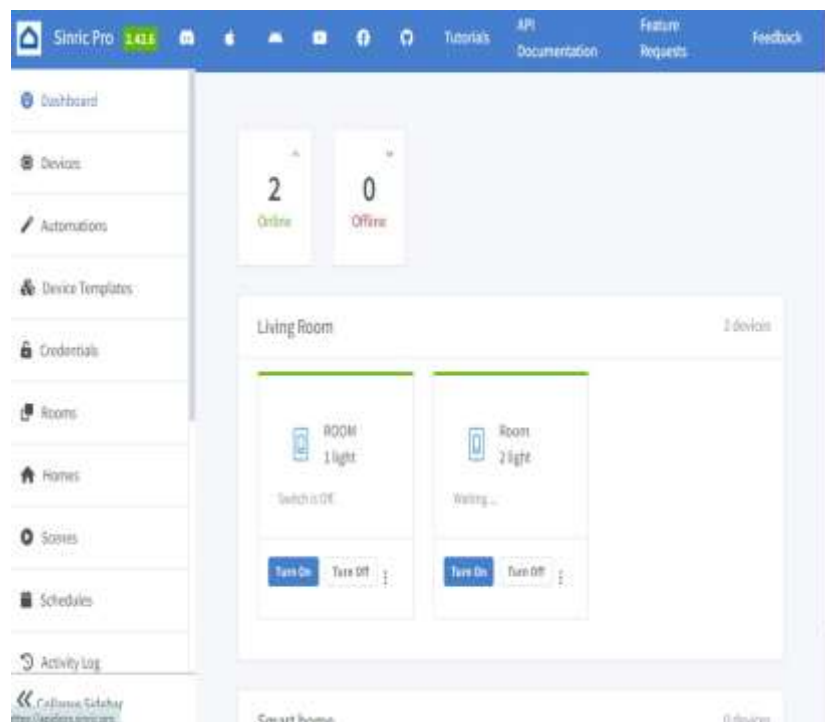 Sinric Pro
Tutorials
API
Documentation
Feature
Requests
Feedback
Dashboard
Devices
Automations
Device Templates
Credentials
Rooms
Homes
Scenes
Schedules
Activity Log
Collapse Sidebar
2
Online
0
Offline
Living Room
2 devices
ROOM
1 light
Switch is Off
Turn On
Turn Off
Room
2 light
Waiting ...
Turn On
Turn Off
Smart home
0 devices